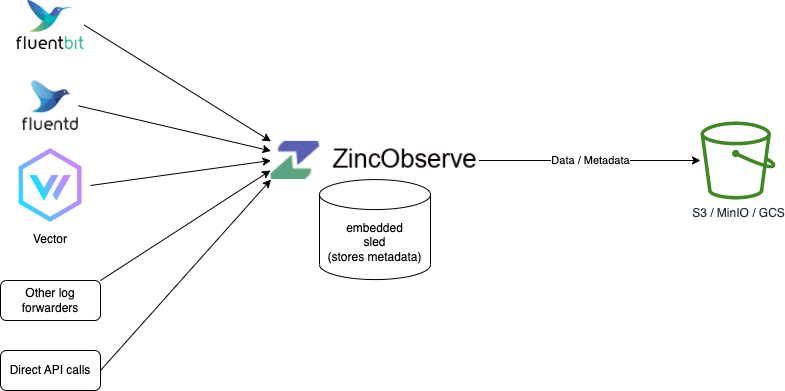 fluentbit
fluentd
Vector
Other log
forwarders
Direct API calls
ZincObserve
embedded
sled
(stores metadata)
Data / Metadata
S3 / MinIO / GCS